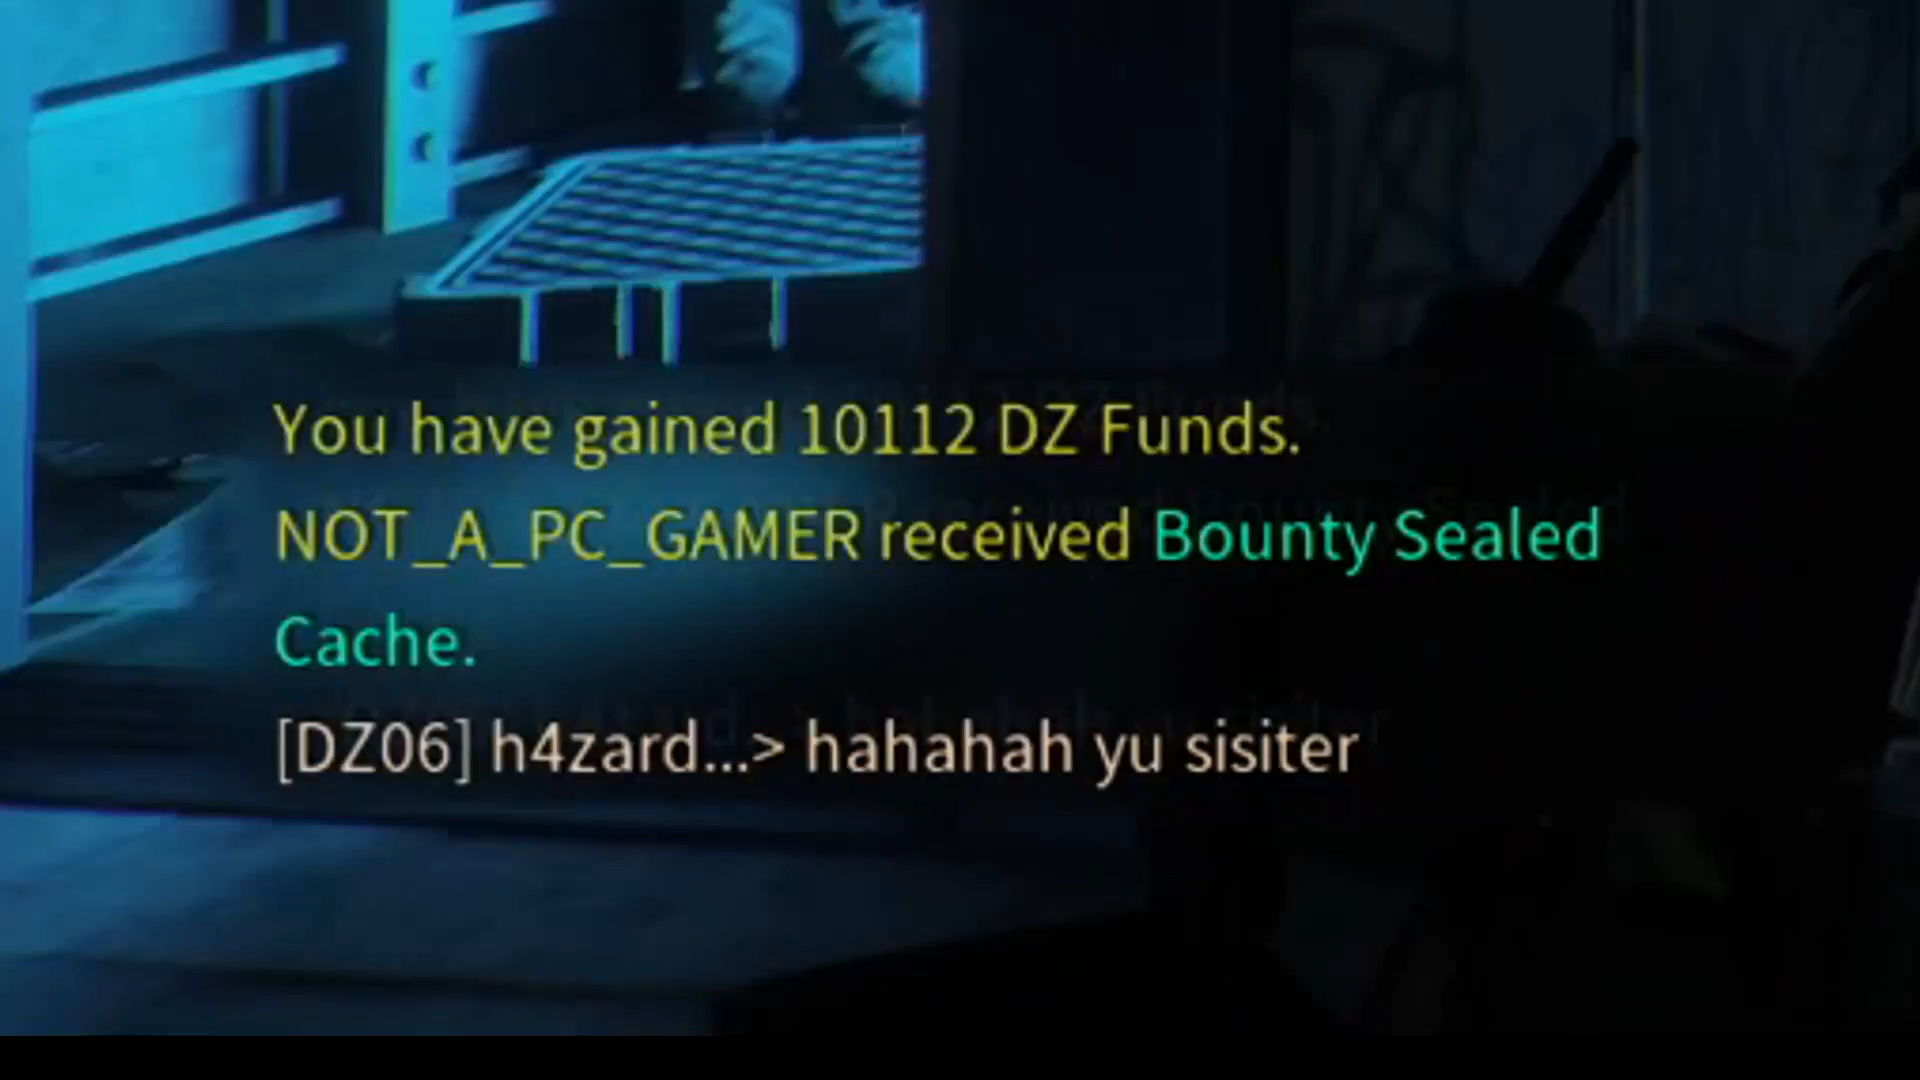 You have gained 10112 DZ Funds.
NOT_A_PC_GAMER received Bounty Sealed
Cache.
[DZ06] h4zard...> hahahah yu sisiter